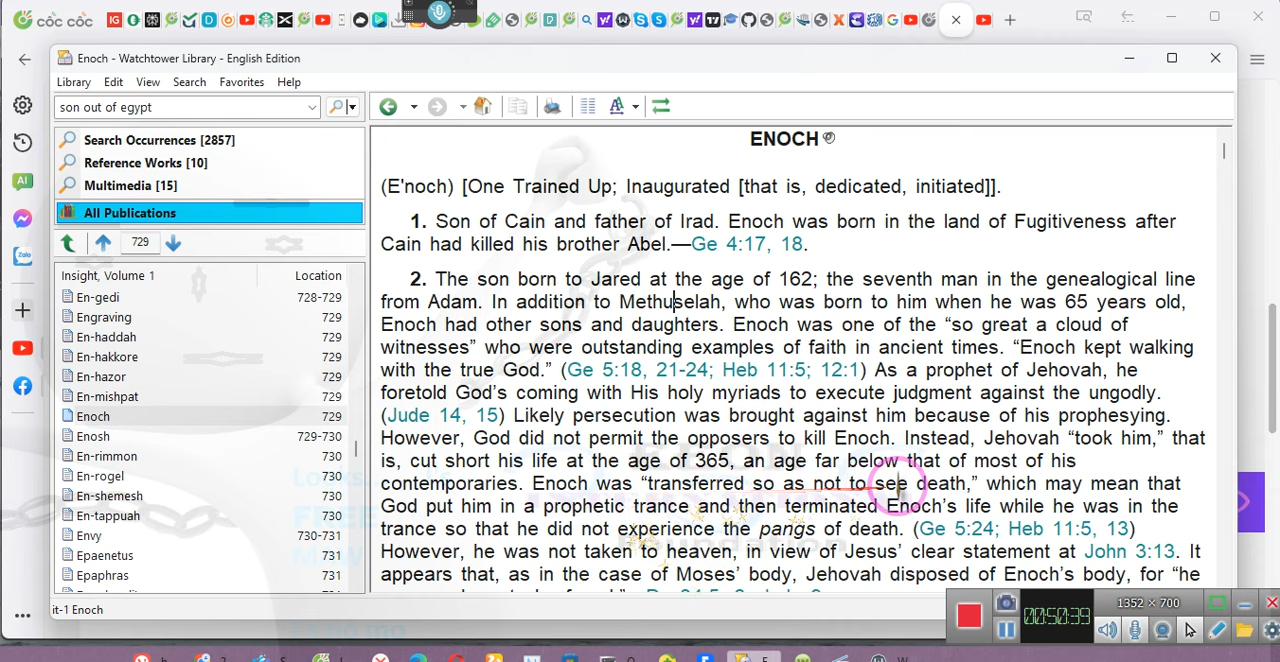 cốc cốc
Enoch - Watchtower Library - English Edition
Library Edit View Search Favorites Help
son out of egypt
Search Occurrences [2857]
Reference Works [10]
Multimedia [15]
All Publications
729
Insight, Volume 1 Location
En-gedi 728-729
Engraving 729
En-haddah 729
En-hakkore 729
En-hazor 729
En-mishpat 729
Enoch 729
Enosh 729-730
En-rimmon 730
En-rogel 730
En-shemesh 730
En-tappuah 730
Envy 730-731
Epaenetus 731
Epaphras 731
it-1 Enoch
ENOCH
(E'noch) [One Trained Up; Inaugurated [that is, dedicated, initiated]].
1. Son of Cain and father of Irad. Enoch was born in the land of Fugitiveness after
Cain had killed his brother Abel.—Ge 4:17, 18.
2. The son born to Jared at the age of 162; the seventh man in the genealogical line
from Adam. In addition to Methuselah, who was born to him when he was 65 years old,
Enoch had other sons and daughters. Enoch was one of the “so great a cloud of
witnesses” who were outstanding examples of faith in ancient times. “Enoch kept walking
with the true God.” (Ge 5:18, 21-24; Heb 11:5; 12:1) As a prophet of Jehovah, he
foretold God’s coming with His holy myriads to execute judgment against the ungodly.
(Jude 14, 15) Likely persecution was brought against him because of his prophesying.
However, God did not permit the opposers to kill Enoch. Instead, Jehovah “took him,” that
is, cut short his life at the age of 365, an age far below that of most of his
contemporaries. Enoch was “transferred so as not to see death,” which may mean that
God put him in a prophetic trance and then terminated Enoch’s life while he was in the
trance so that he did not experience the pangs of death. (Ge 5:24; Heb 11:5, 13)
However, he was not taken to heaven, in view of Jesus’ clear statement at John 3:13. It
appears that, as in the case of Moses’ body, Jehovah disposed of Enoch’s body, for “he
AI
Zalo
1352 × 700
00:50:39